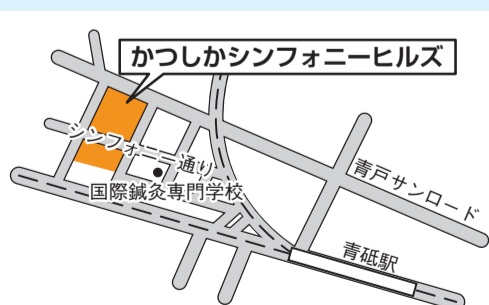 かつしかシンフォニーヒルズ
シンフォニー通り
国際鍼灸専門学校
青戸サンロード
青砥駅